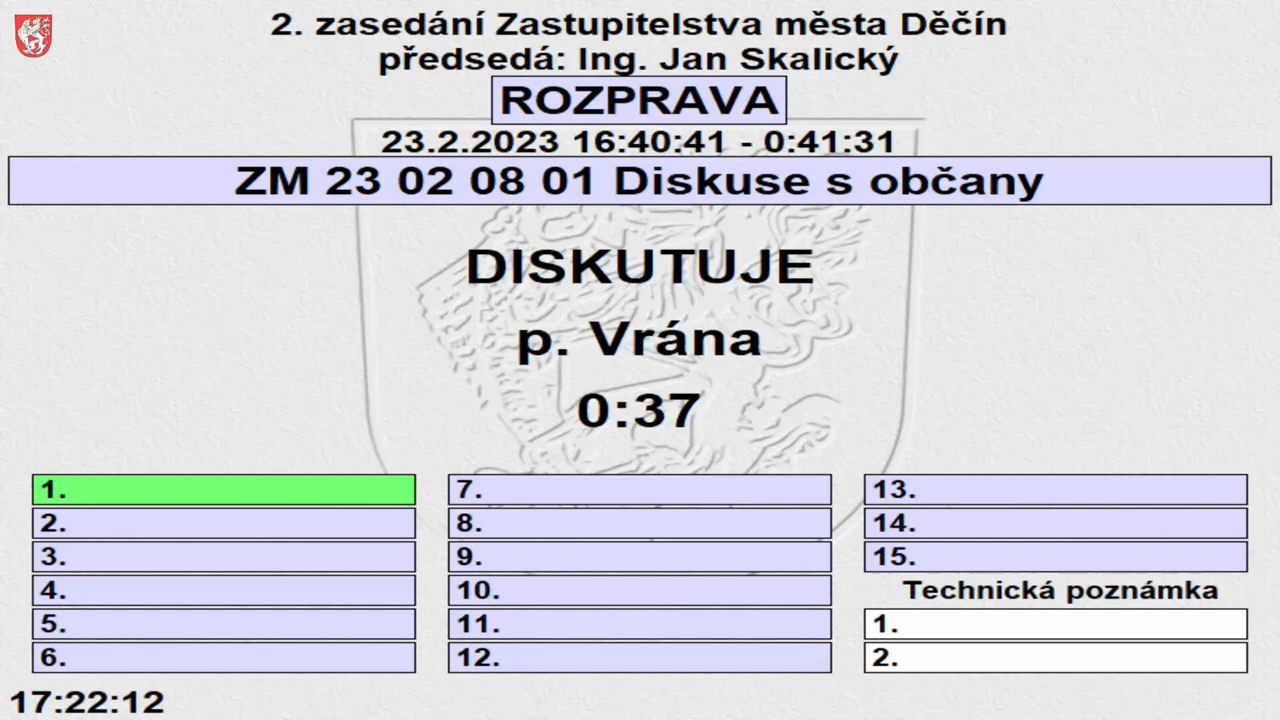 2. zasedání Zastupitelstva města Děčín
předsedá: Ing. Jan Skalický
ROZPRAVA
23.2.2023 16:40:41 - 0:41:31
ZM 23 02 08 01 Diskuse s občany
DISKUTUJE
p. Vrána
0:37
1.
2.
3.
4.
5.
6.
7.
8.
9.
10.
11.
12.
13.
14.
15.
Technická poznámka
1.
2.
17:22:12